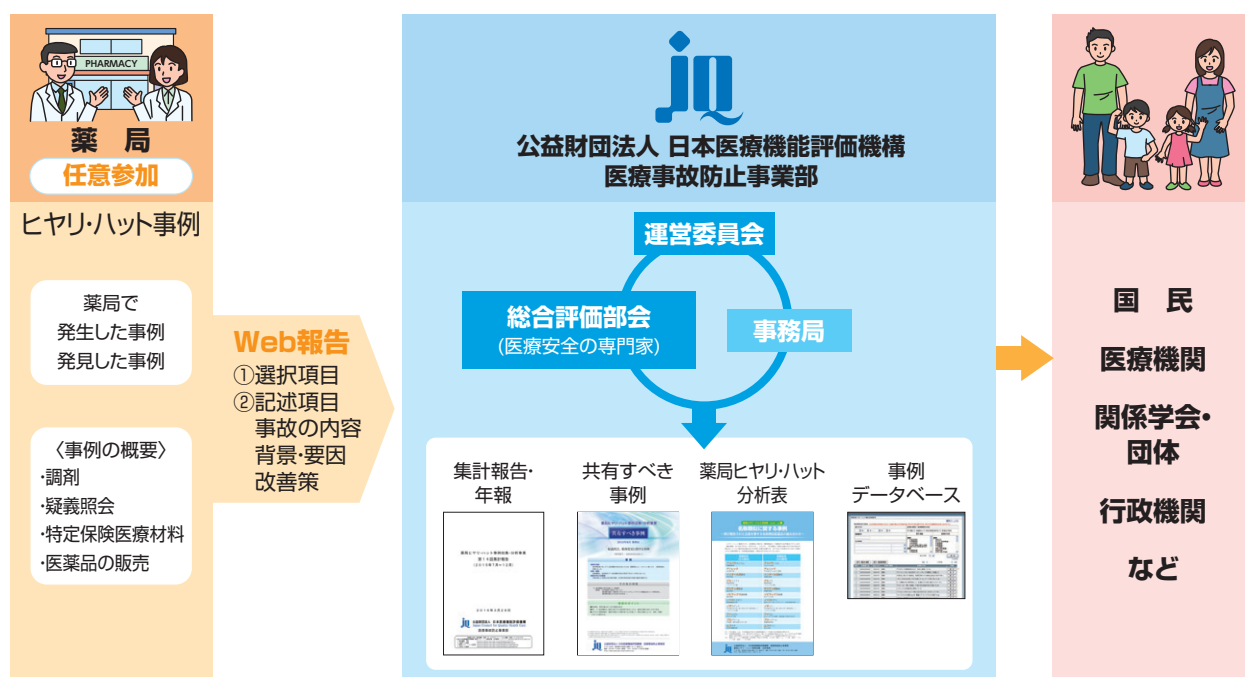 PHARMACY
薬 局
任意参加
ヒヤリ・ハット事例
薬局で
発生した事例
発見した事例
〈事例の概要〉
・調剤
・疑義照会
・特定保険医療材料
・医薬品の販売
Web報告
①選択項目
②記述項目
事故の内容
背景・要因
改善策
jq
公益財団法人 日本医療機能評価機構
医療事故防止事業部
運営委員会
総合評価部会
(医療安全の専門家)
事務局
集計報告・
年報
共有すべき
事例
薬局ヒヤリ・ハット
分析表
事例
データベース
共有すべき事例
国 民
医療機関
関係学会・
団体
行政機関
など